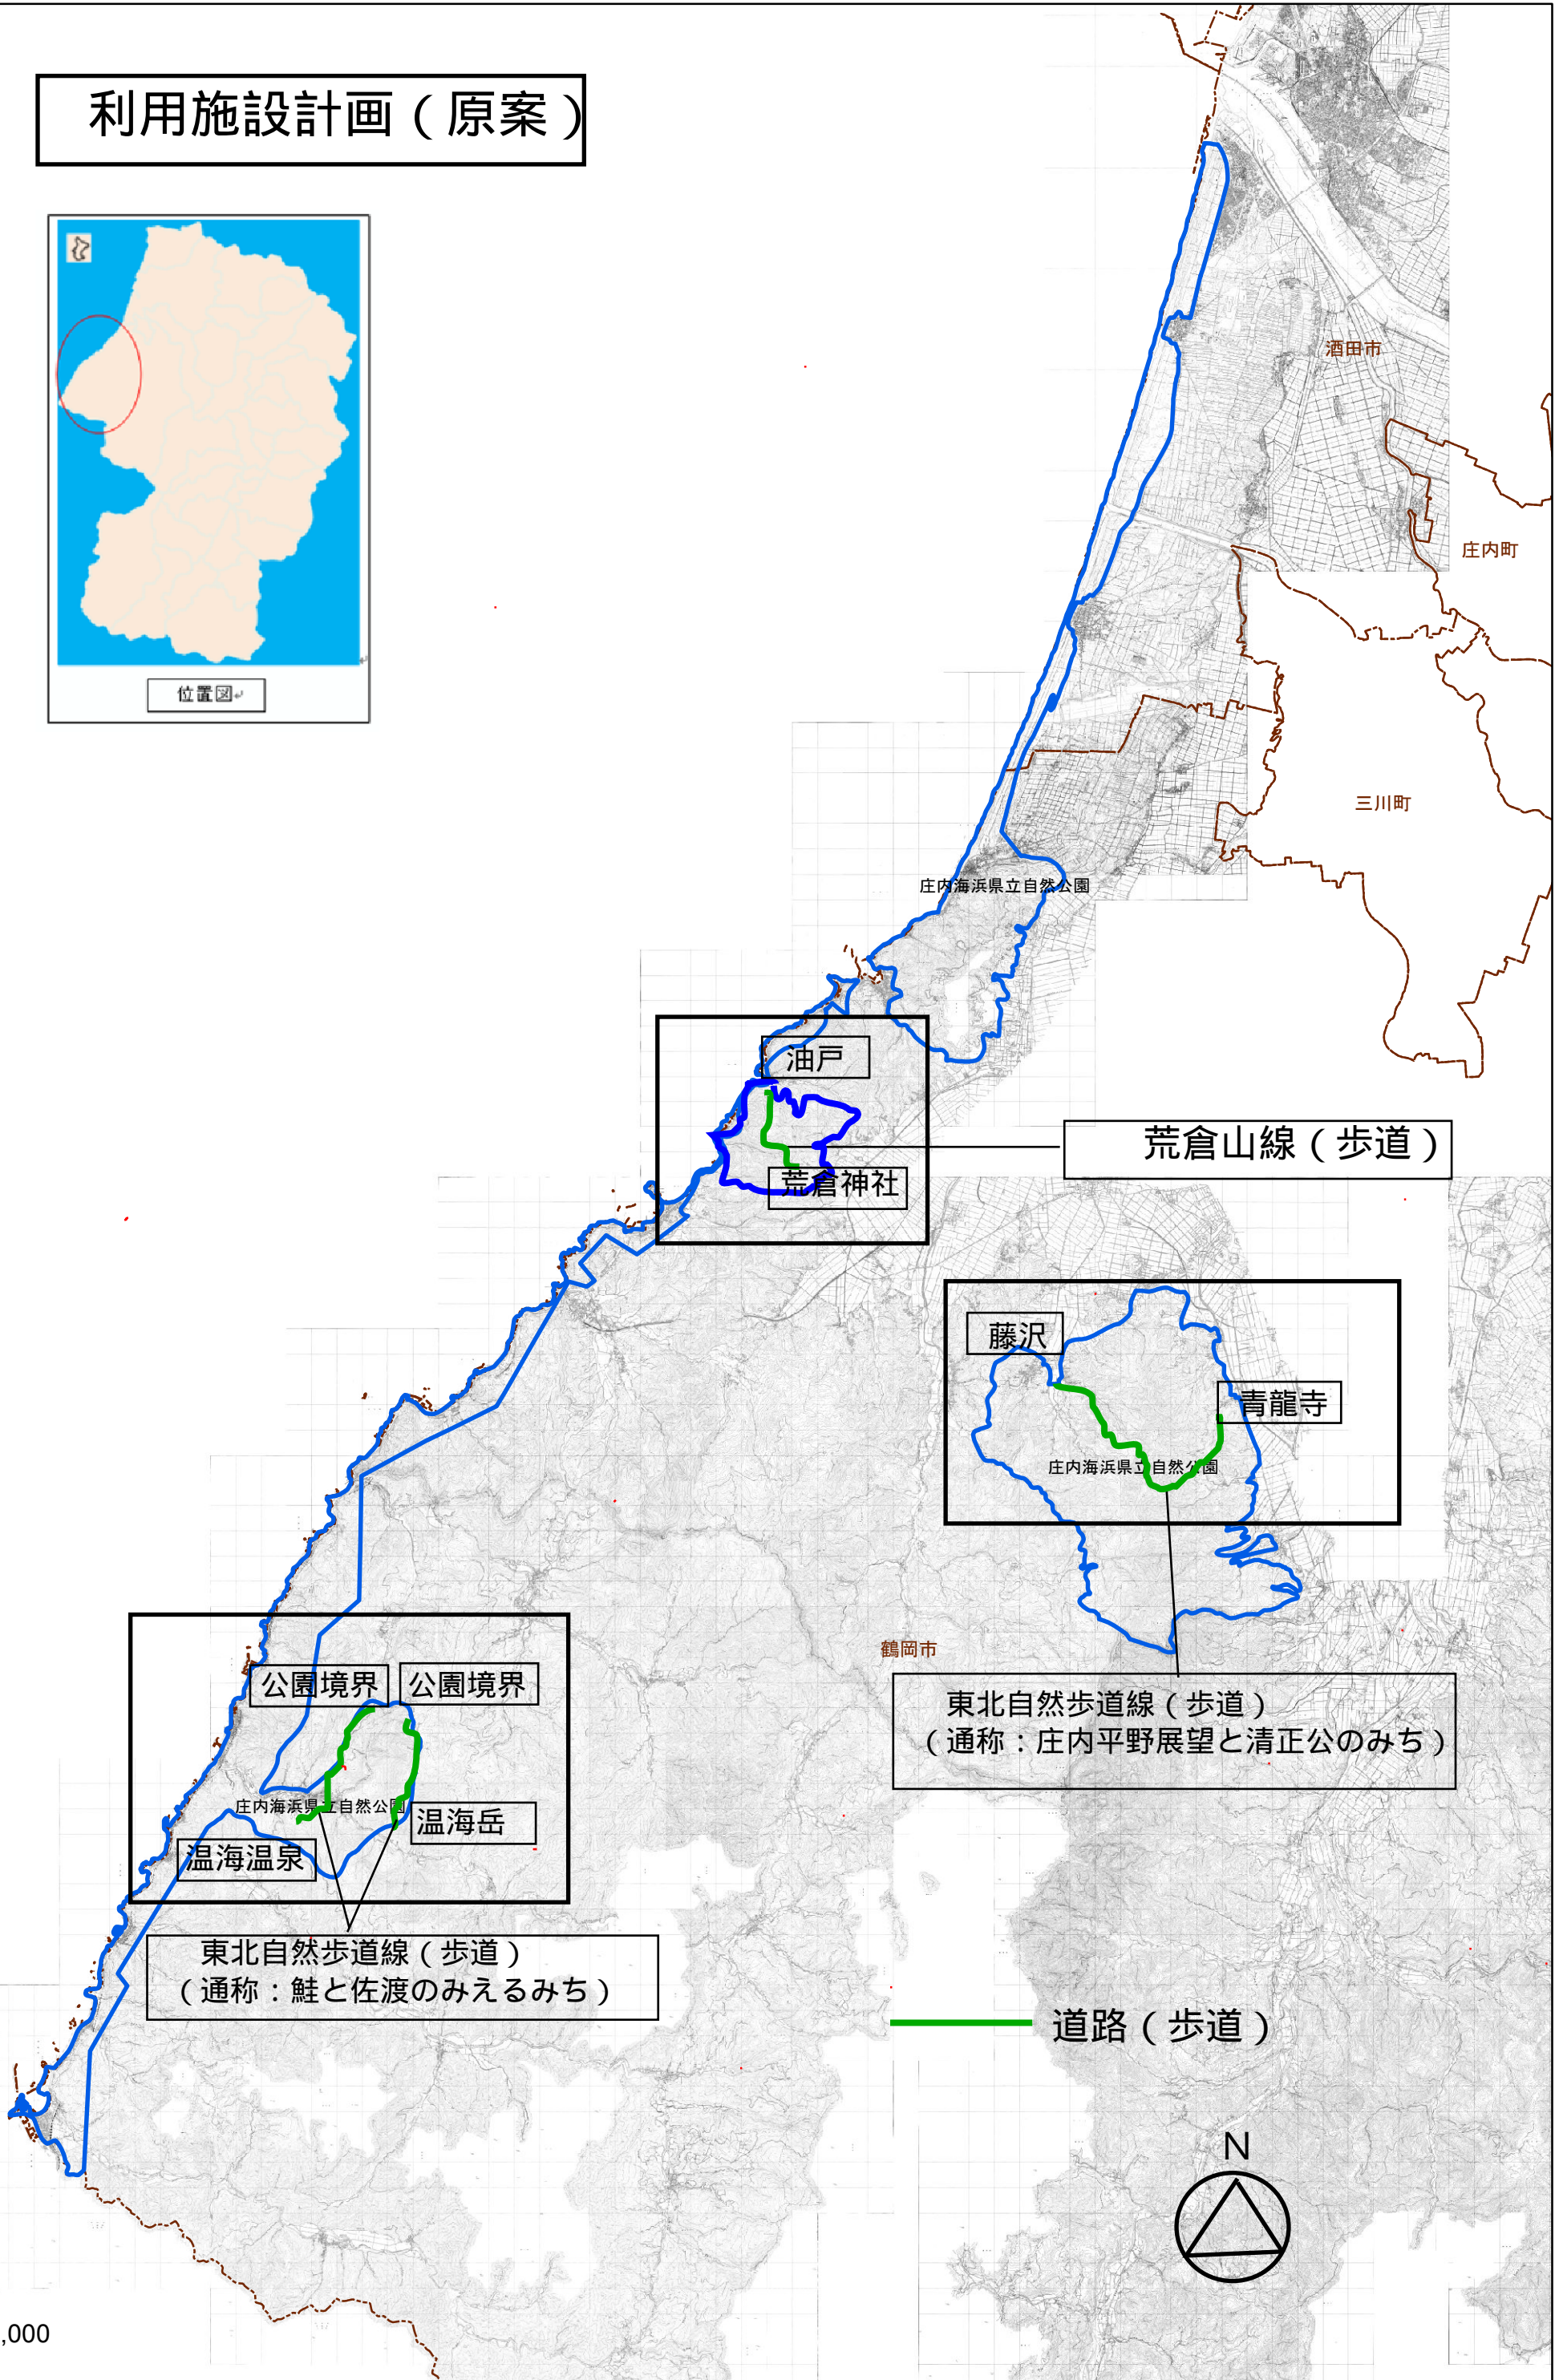 利用施設計画（原案）
位置図
酒田市
庄内町
三川町
庄内海浜県立自然公園
油戸
荒倉山線（歩道）
荒倉神社
藤沢
青龍寺
庄内海浜県立自然公園
鶴岡市
公園境界
公園境界
東北自然歩道線（歩道）
（通称：庄内平野展望と清正公のみち）
庄内海浜県立自然公園
温海岳
温海温泉
東北自然歩道線（歩道）
（通称：鮭と佐渡のみえるみち）
道路（歩道）
N
,000